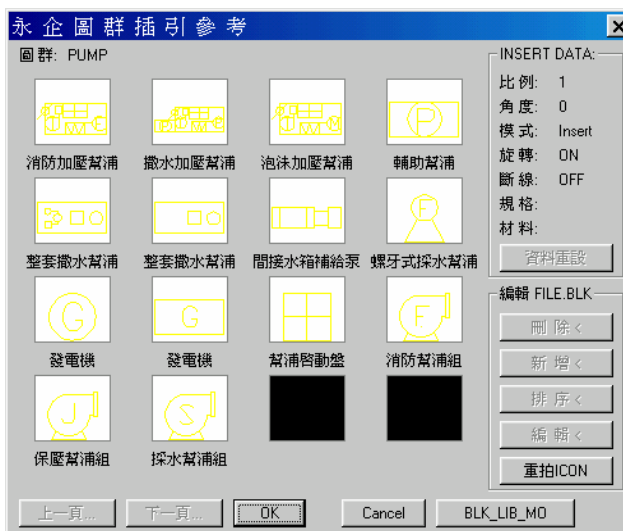 永企圖群插引參考
圖群: PUMP
消防加壓幫浦 撒水加壓幫浦 泡沫加壓幫浦 輔助幫浦
P
整套撒水幫浦 整套撒水幫浦 間接水箱補給泵 螺牙式採水幫浦
F
發電機 發電機 幫浦啓動盤 消防幫浦組
G G F
保壓幫浦組 採水幫浦組
J S
INSERT DATA:
比例: 1
角度: 0
模式: Insert
旋轉: ON
斷線: OFF
規格:
材料:
資料重設
編輯 FILE.BLK
刪 除 <
新 增 <
排 序 <
編 輯 <
重拍ICON
上一頁... 下一頁... OK Cancel BLK_LIB_MO